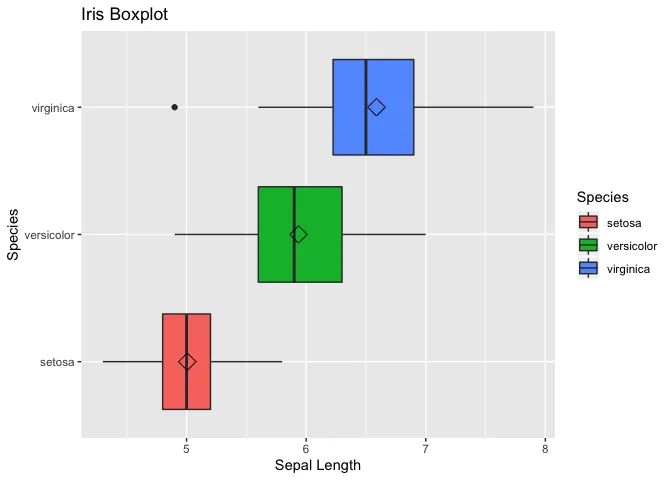 Iris Boxplot
virginica
versicolor
setosa
Species
5 6 7 8
Sepal Length
Species
setosa
versicolor
virginica